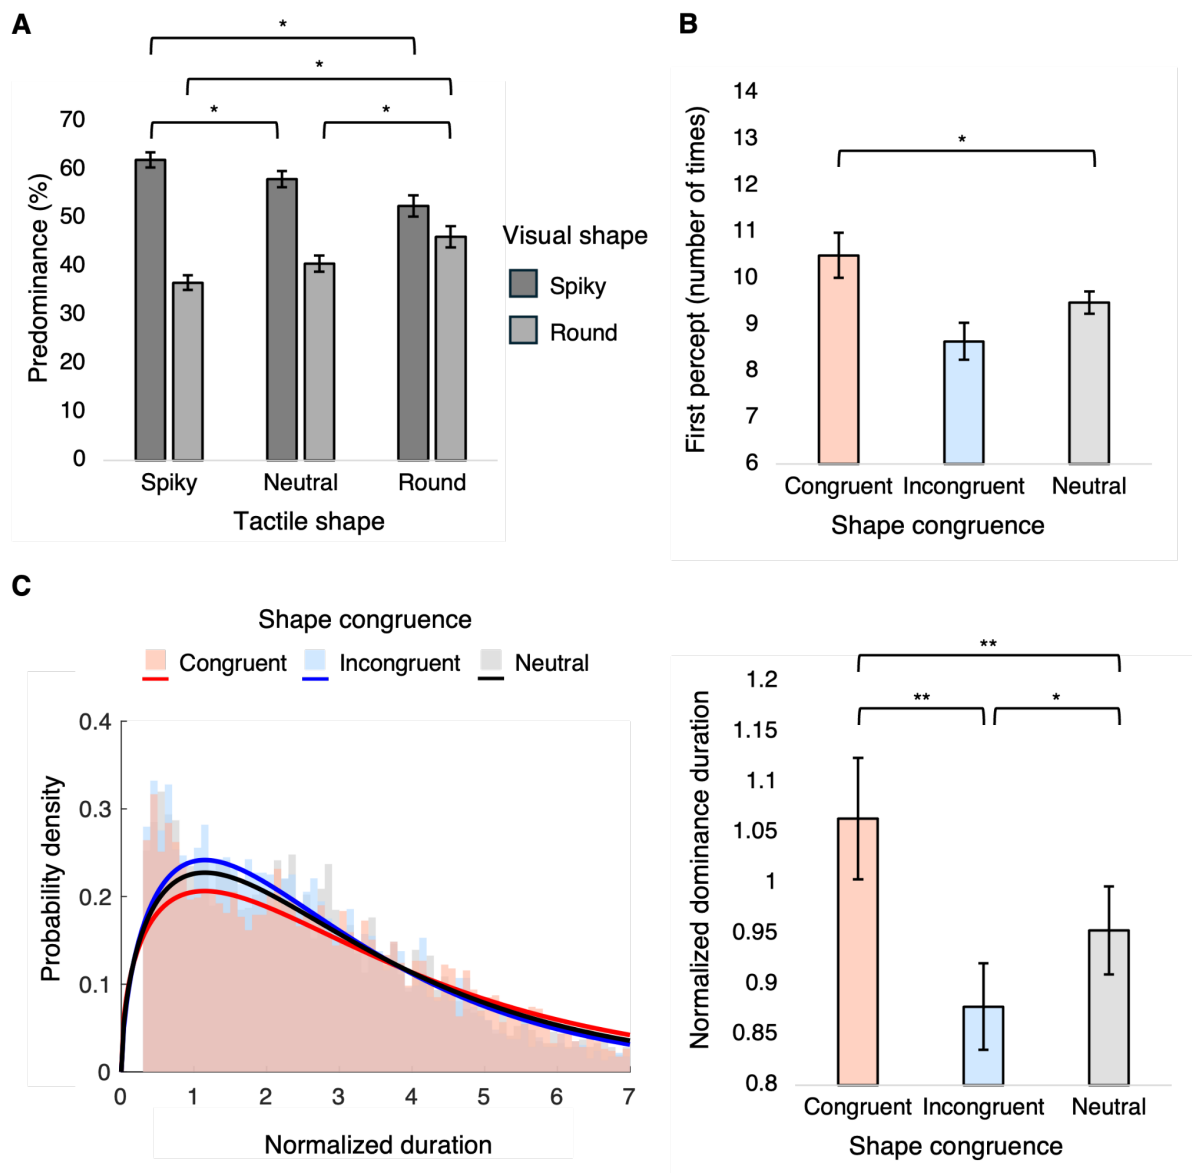 A
*
*
*
*
70
60
50
40
30
20
10
0
Predominance (%)
Spiky
Neutral
Round
Tactile shape
Visual shape
Spiky
Round
B
*
14
13
12
11
10
9
8
7
6
First percept (number of times)
Congruent
Incongruent
Neutral
Shape congruence
C
Shape congruence
Congruent
Incongruent
Neutral
0.4
0.3
0.2
0.1
0
Probability density
0
1
2
3
4
5
6
7
Normalized duration
**
**
*
1.2
1.15
1.1
1.05
1
0.95
0.9
0.85
0.8
Normalized dominance duration
Congruent
Incongruent
Neutral
Shape congruence